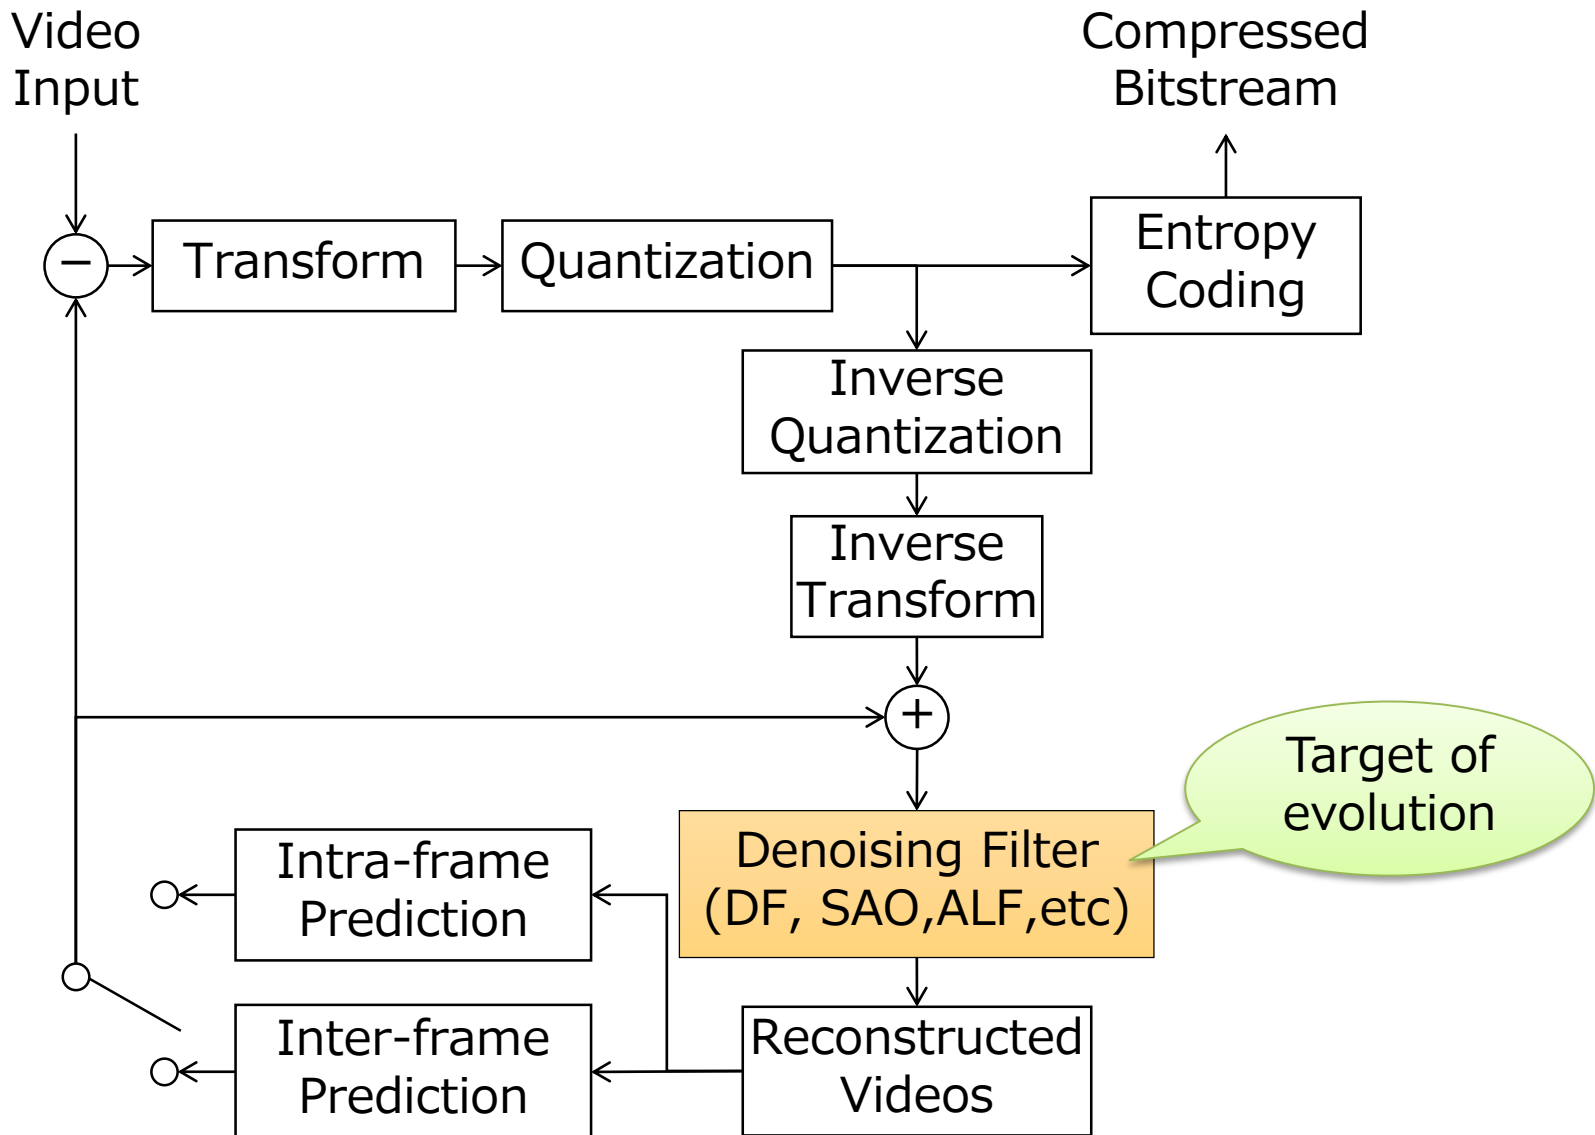 Video
Input
Compressed
Bitstream
−
Transform
Quantization
Entropy
Coding
Inverse
Quantization
Inverse
Transform
+
Target of
evolution
Denoising Filter
(DF, SAO,ALF,etc)
Intra-frame
Prediction
Inter-frame
Prediction
Reconstructed
Videos